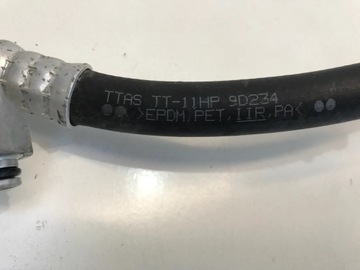 TTAS TT-11HP 9D234
>EPDM, PET, IIR, PA<